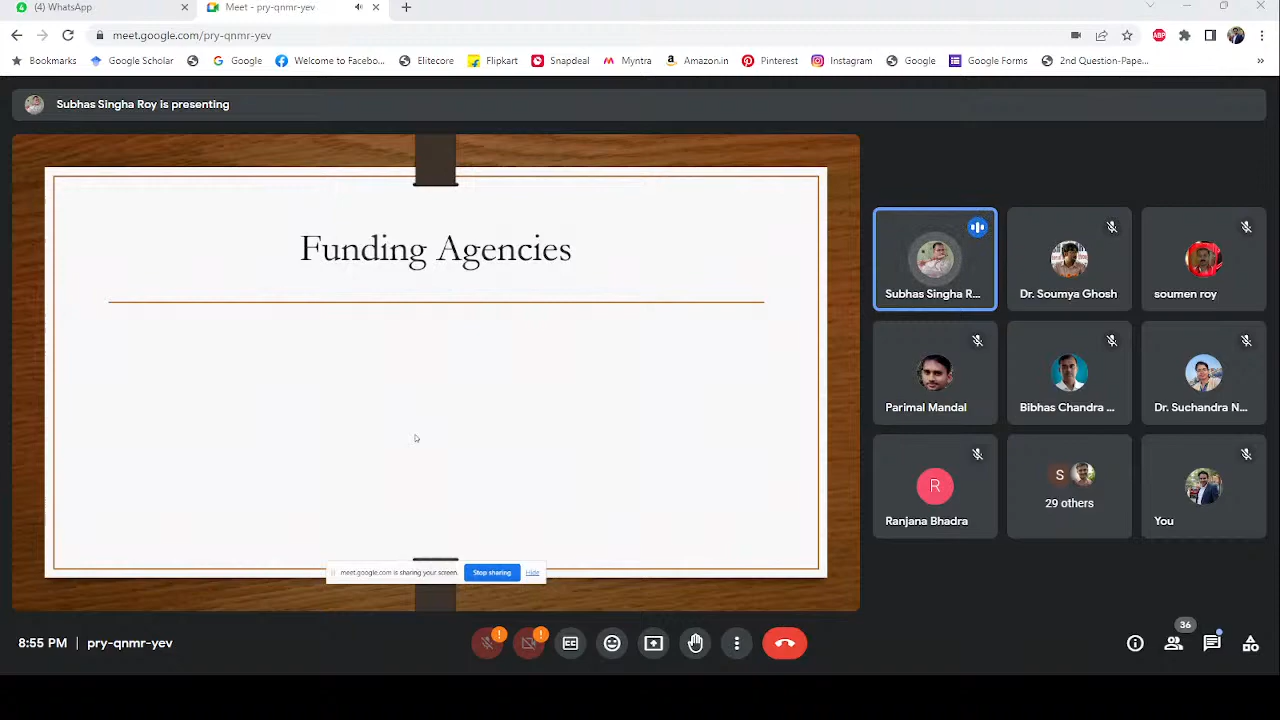 (4) WhatsApp
Meet - pry-qnmr-yev
meet.google.com/pry-qnmr-yev
ABP
Bookmarks
Google Scholar
Google
Welcome to Facebo...
Elitecore
Flipkart
Snapdeal
Myntra
Amazon.in
Pinterest
Instagram
Google
Google Forms
2nd Question-Pape...
Subhas Singha Roy Is presenting
Funding Agencies
meet.google.com is sharing your screen.
Stop sharing
Hide
Subhas Singha R...
Dr. Soumya Ghosh
soumen roy
Parimal Mandal
Bibhas Chandra ...
Dr. Suchandra N...
R
Ranjana Bhadra
S
29 others
You
8:55 PM | pry-qnmr-yev
36